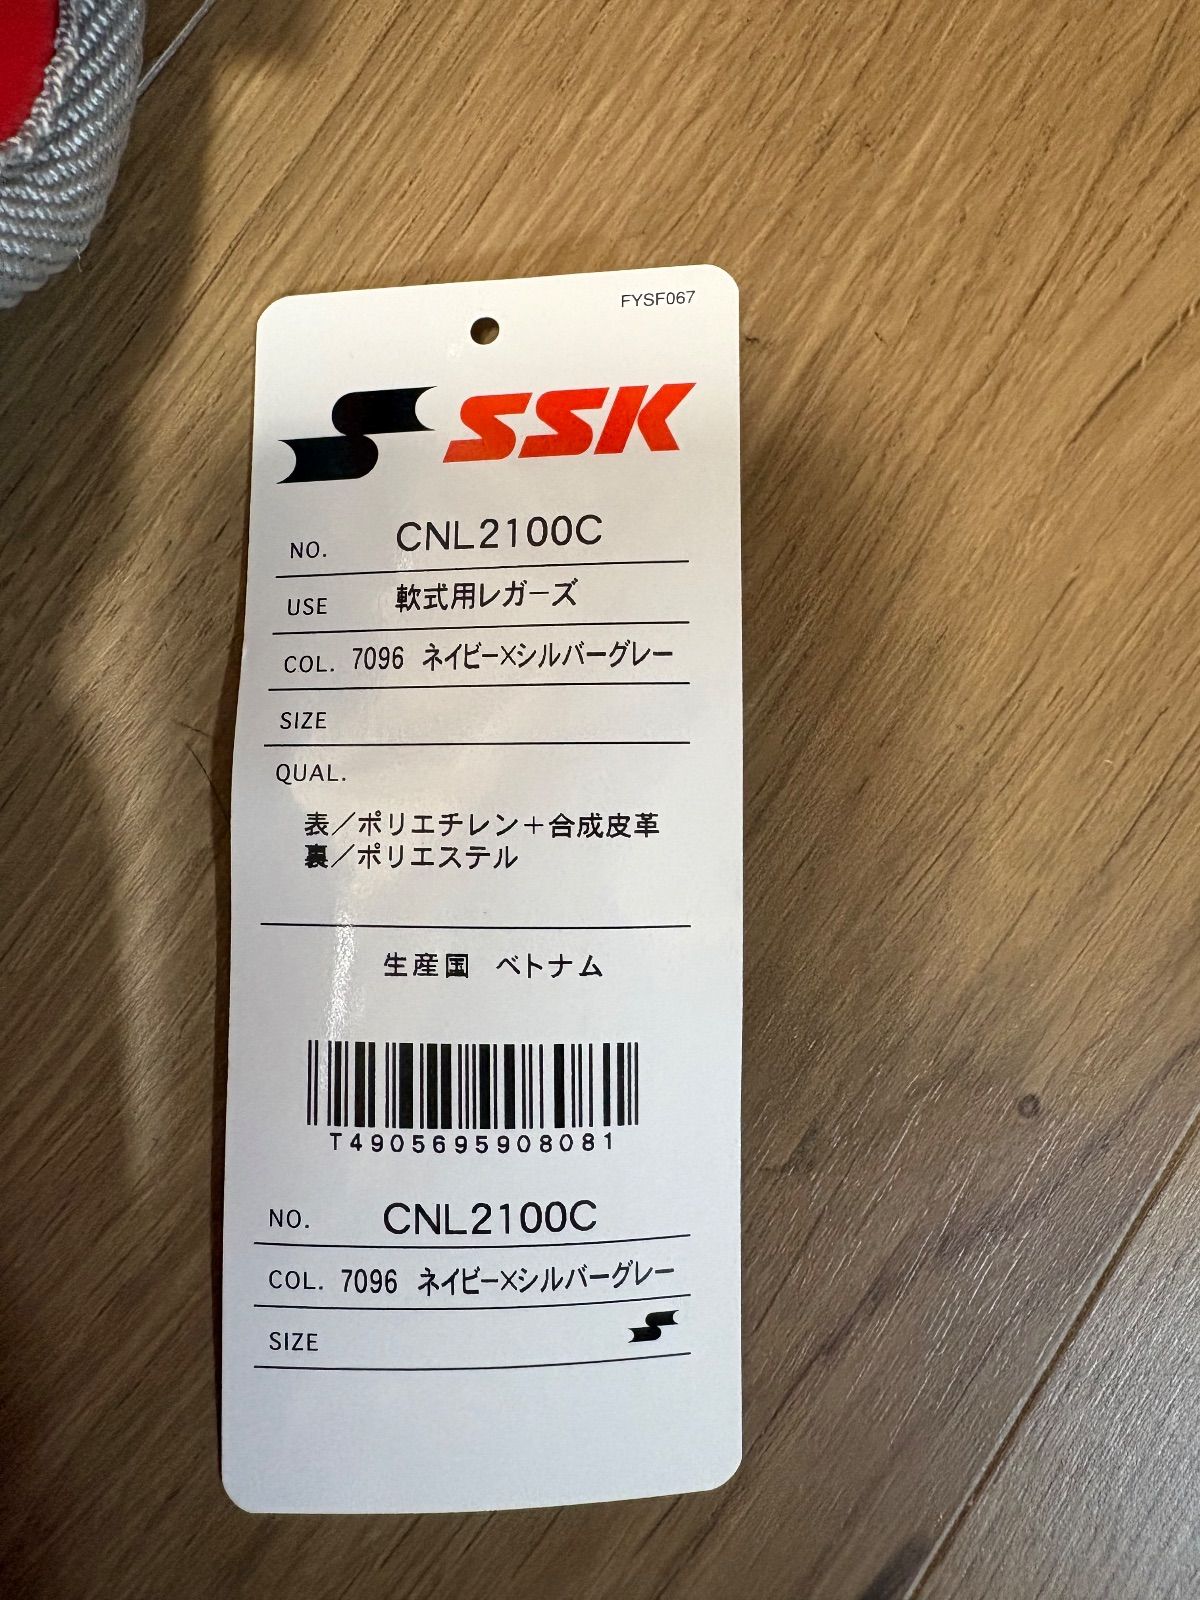 FYSF067
SSK
NO. CNL2100C
USE 軟式用レガーズ
COL. 7096 ネイビー×シルバーグレー
SIZE
QUAL.
表／ポリエチレン＋合成皮革
裏／ポリエステル
生産国 ベトナム
T4905695908081
NO. CNL2100C
COL. 7096 ネイビー×シルバーグレー
SIZE